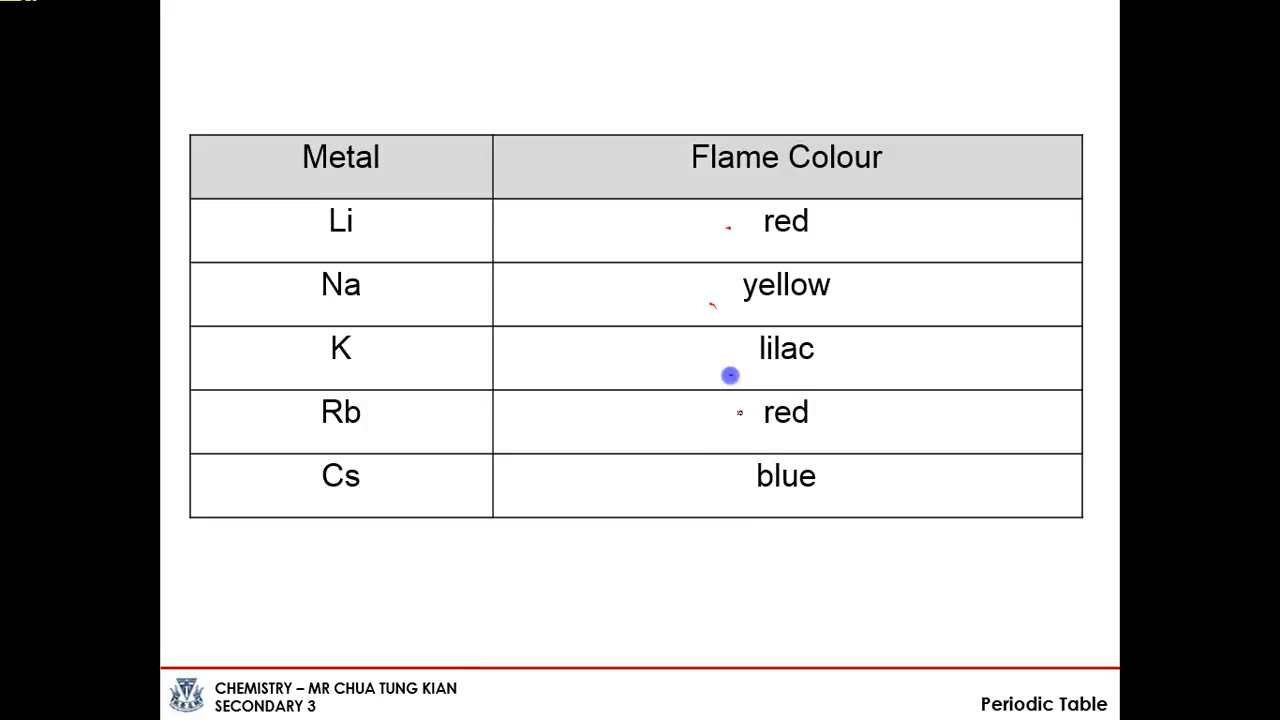 Metal Flame Colour
Li red
Na yellow
K lilac
Rb red
Cs blue
CHEMISTRY – MR CHUA TUNG KIAN
SECONDARY 3
Periodic Table